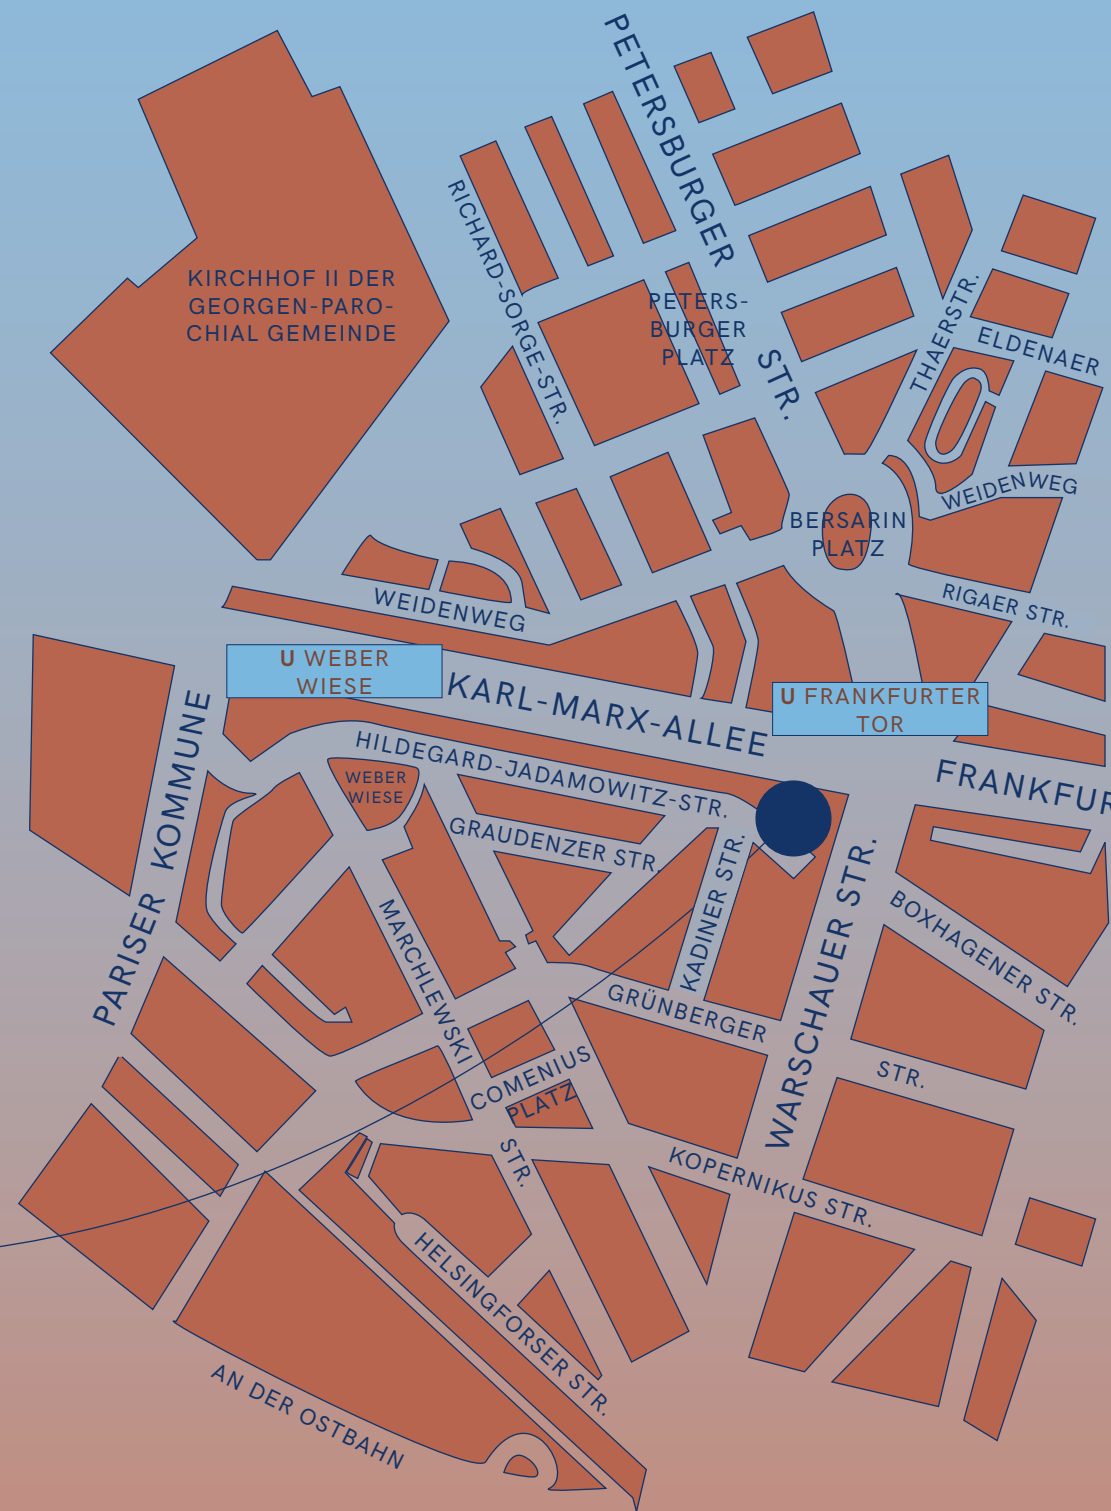 PETERSBURGER
STR.
RICHARD-SORGE-STR.
KIRCHHOF II DER
GEORGEN-PARO-
CHIAL GEMEINDE
PETERS-
BURGER
PLATZ
THAERSTR.
ELDENAER
WEIDENWEG
BERSARIN
PLATZ
RIGAER STR.
WEIDENWEG
U WEBER
WIESE
KARL-MARX-ALLEE
U FRANKFURTER
TOR
FRANKFUR
PARISER KOMMUNE
HILDEGARD-JADAMOWITZ-STR.
WEBER
WIESE
GRAUDENZER STR.
KADINER STR.
WARSCHAUER STR.
BOXHAGENER STR.
MARCHLEWSKI
STR.
GRÜNBERGER
STR.
COMENIUS
PLATZ
KOPERNIKUS STR.
HELSINGFORSER STR.
AN DER OSTBAHN